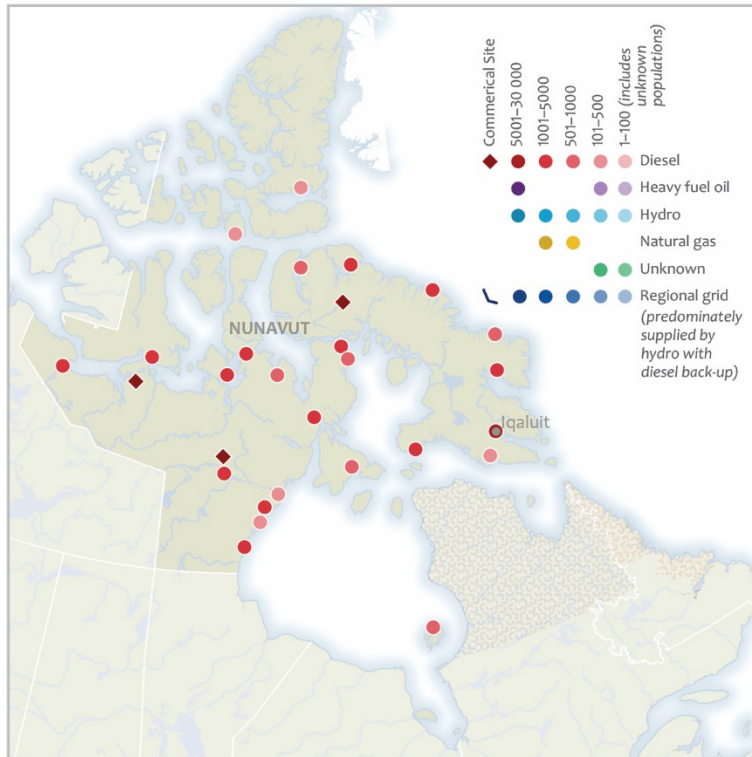 Commerical Site
5001–30 000
1001–5000
501–1000
101–500
1–100 (includes
unknown
populations)
Diesel
Heavy fuel oil
Hydro
Natural gas
Unknown
Regional grid
(predominately
supplied by
hydro with
diesel back-up)
NUNAVUT
Iqaluit